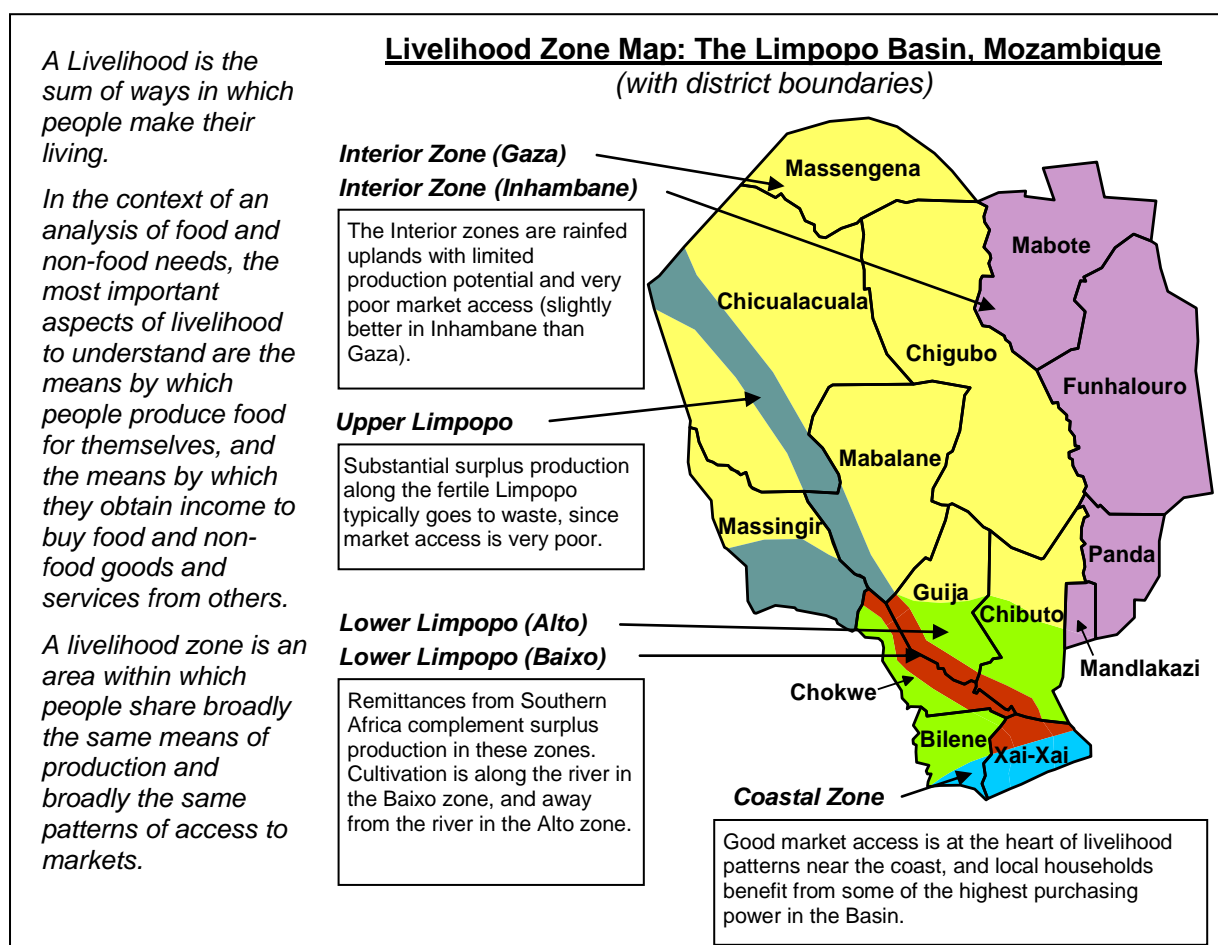 A Livelihood is the
sum of ways in which
people make their
living.
In the context of an
analysis of food and
non-food needs, the
most important
aspects of livelihood
to understand are the
means by which
people produce food
for themselves, and
the means by which
they obtain income to
buy food and non-
food goods and
services from others.
A livelihood zone is an
area within which
people share broadly
the same means of
production and
broadly the same
patterns of access to
markets.
Livelihood Zone Map: The Limpopo Basin, Mozambique
(with district boundaries)
Interior Zone (Gaza)
Interior Zone (Inhambane)
The Interior zones are rainfed
uplands with limited
production potential and very
poor market access (slightly
better in Inhambane than
Gaza).
Upper Limpopo
Substantial surplus production
along the fertile Limpopo
typically goes to waste, since
market access is very poor.
Lower Limpopo (Alto)
Lower Limpopo (Baixo)
Remittances from Southern
Africa complement surplus
production in these zones.
Cultivation is along the river in
the Baixo zone, and away
from the river in the Alto zone.
Massengena
Mabote
Chicualacuala
Chigubo
Funhalouro
Mabalane
Massingir
Panda
Guija
Chibuto
Mandlakazi
Chokwe
Bilene
Xai-Xai
Coastal Zone
Good market access is at the heart of livelihood
patterns near the coast, and local households
benefit from some of the highest purchasing
power in the Basin.